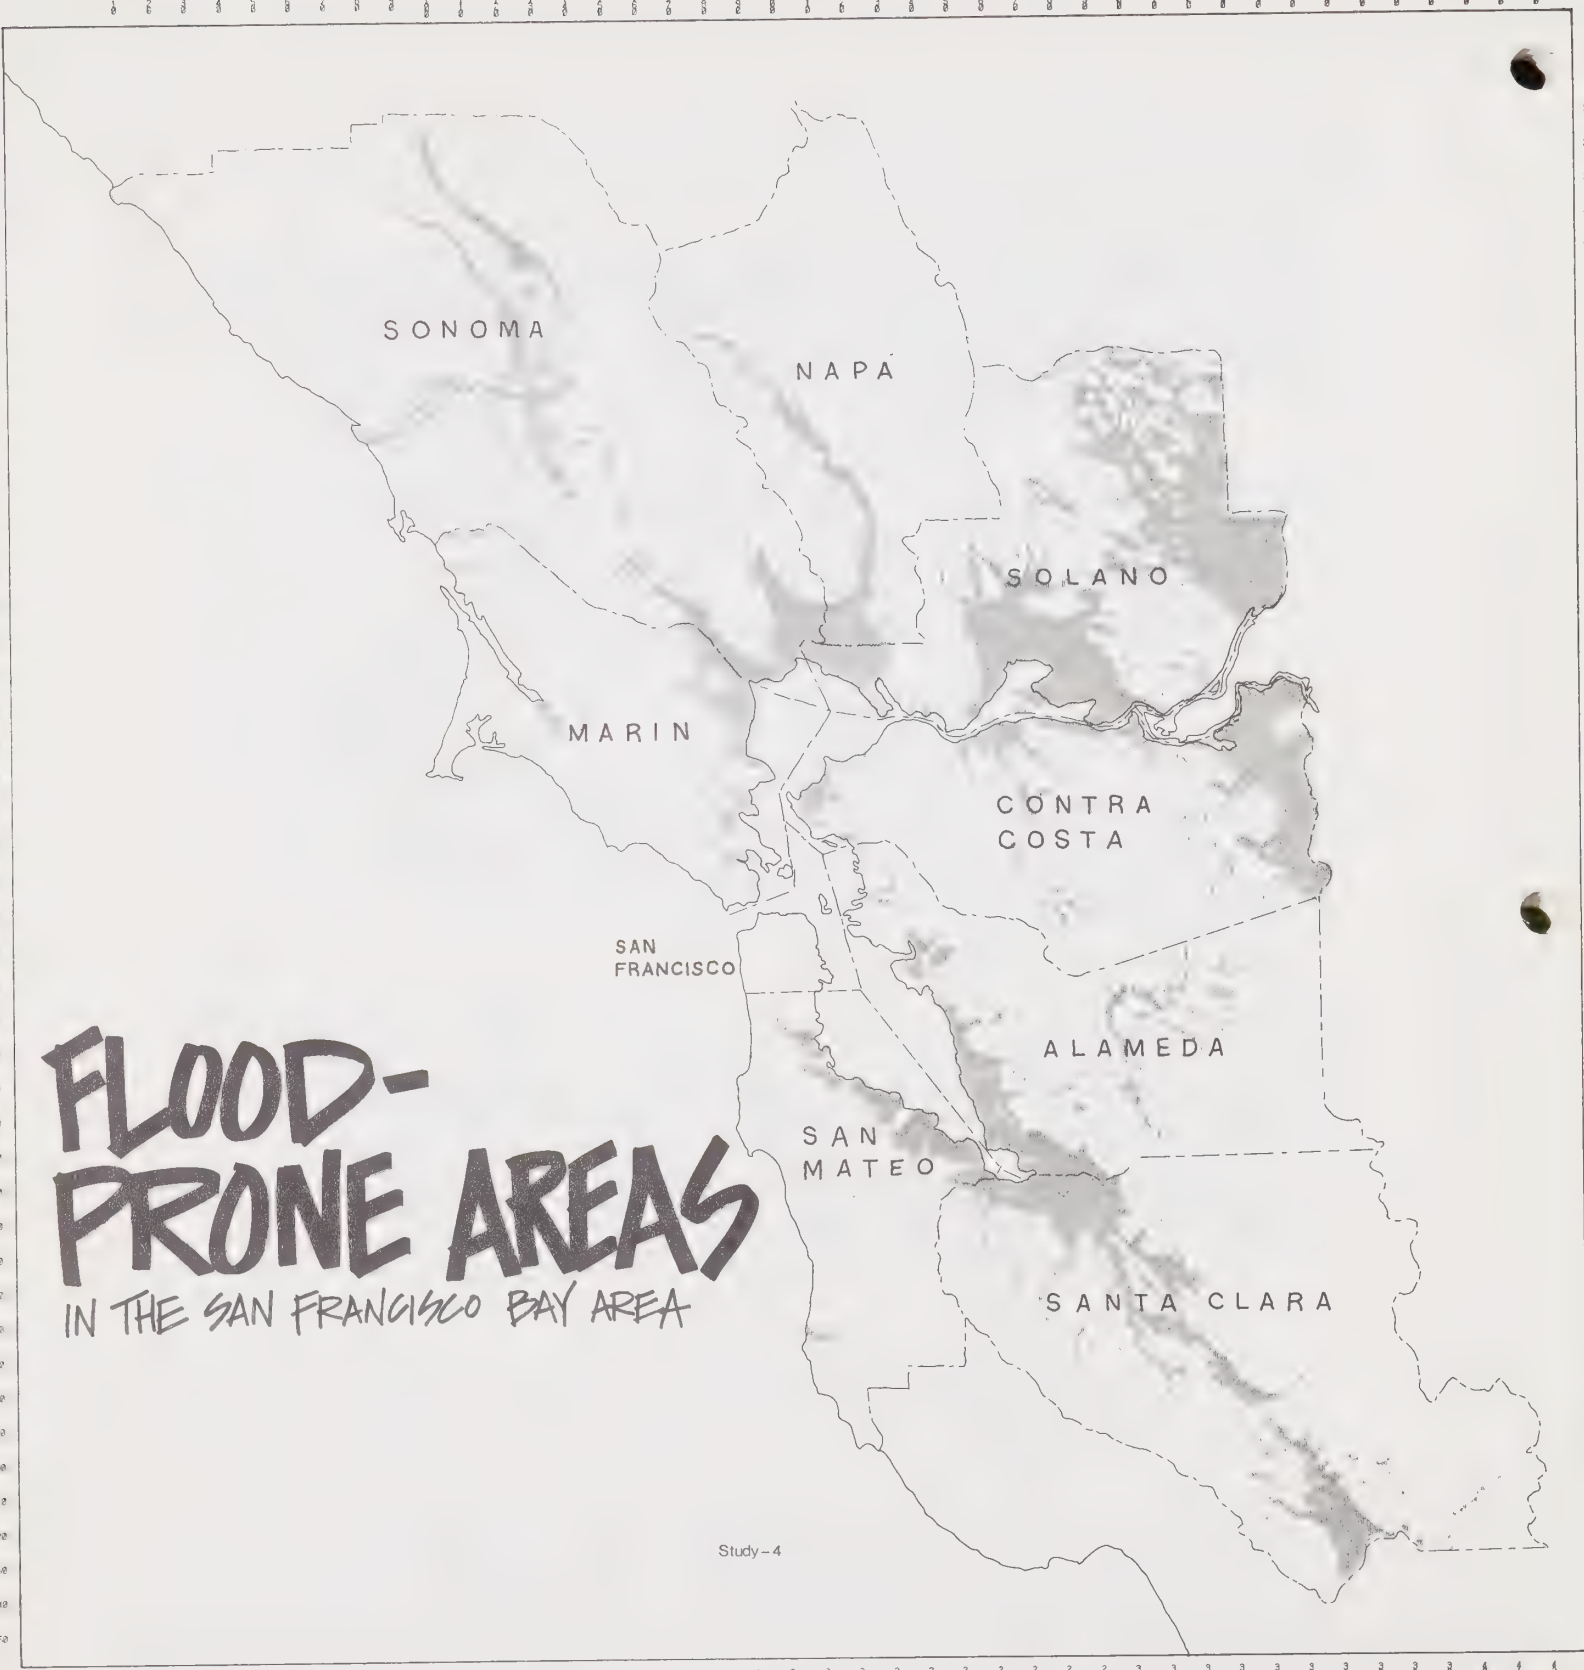 SONOMA
NAPA
SOLANO
MARIN
CONTRA
COSTA
SAN
FRANCISCO
ALAMEDA
FLOOD-
PRONE AREAS
IN THE SAN FRANCISCO BAY AREA
SAN
MATEO
SANTA CLARA
Study-4